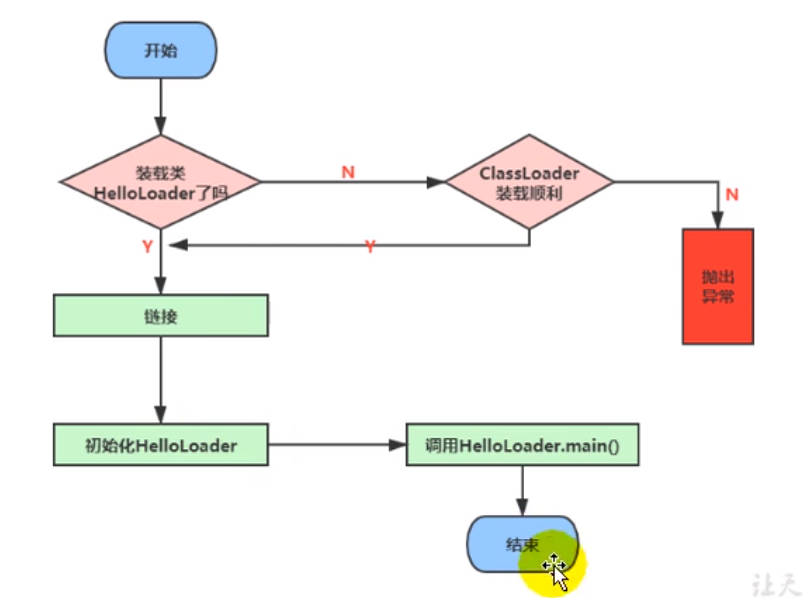 开始
装载类
HelloLoader了吗
N
ClassLoader
装载顺利
N
Y
Y
抛出
异常
链接
初始化HelloLoader
调用HelloLoader.main()
结束
让天